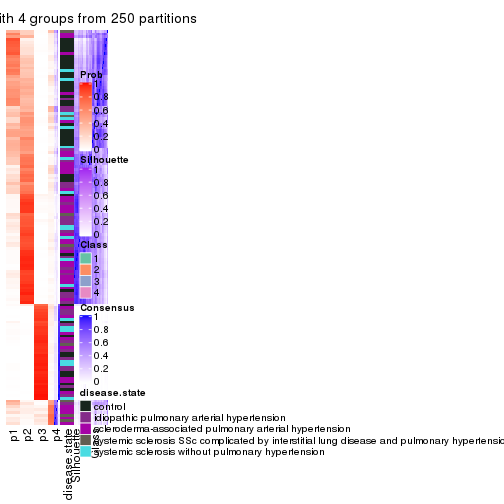 ith 4 groups from 250 partitions
Prob
1
0.8
0.6
0.4
0.2
0
Silhouette
1
0.8
0.6
0.4
0.2
0
Class
1
2
3
4
Consensus
1
0.8
0.6
0.4
0.2
0
disease.state
control
idiopathic pulmonary arterial hypertension
scleroderma-associated pulmonary arterial hypertension
systemic sclerosis SSc complicated by interstitial lung disease and pulmonary hypertensio
systemic sclerosis without pulmonary hypertension
p1
p2
p3
p4
disease.state
Silhouette